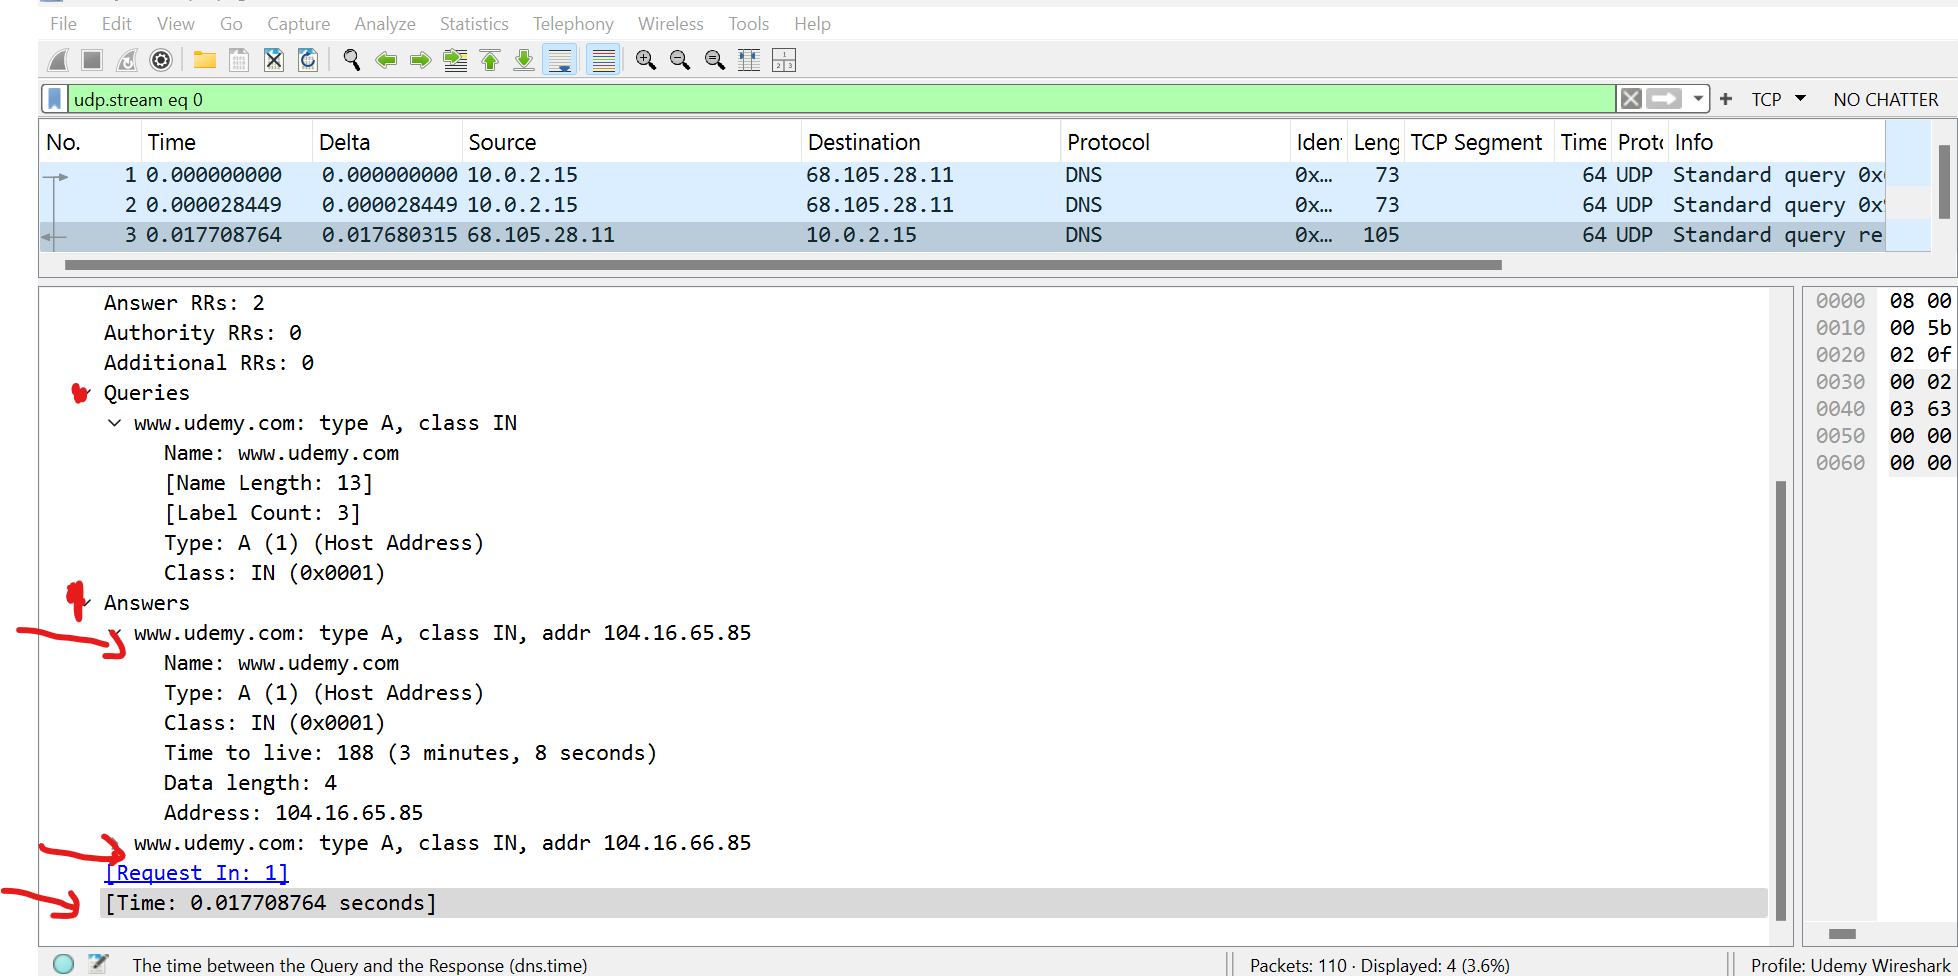 File Edit View Go Capture Analyze Statistics Telephony Wireless Tools Help
udp.stream eq 0 + TCP NO CHATTER
No. Time Delta Source Destination Protocol Iden Leng TCP Segment Time Proto Info
1 0.000000000 0.000000000 10.0.2.15 68.105.28.11 DNS 0x… 73 64 UDP Standard query 0x
2 0.000028449 0.000028449 10.0.2.15 68.105.28.11 DNS 0x… 73 64 UDP Standard query 0x
3 0.017708764 0.017680315 68.105.28.11 10.0.2.15 DNS 0x… 105 64 UDP Standard query re
Answer RRs: 2
Authority RRs: 0
Additional RRs: 0
Queries
www.udemy.com: type A, class IN
Name: www.udemy.com
[Name Length: 13]
[Label Count: 3]
Type: A (1) (Host Address)
Class: IN (0x0001)
Answers
www.udemy.com: type A, class IN, addr 104.16.65.85
Name: www.udemy.com
Type: A (1) (Host Address)
Class: IN (0x0001)
Time to live: 188 (3 minutes, 8 seconds)
Data length: 4
Address: 104.16.65.85
www.udemy.com: type A, class IN, addr 104.16.66.85
[Request In: 1]
[Time: 0.017708764 seconds]
0000 08 00
0010 00 5b
0020 02 0f
0030 00 02
0040 03 63
0050 00 00
0060 00 00
The time between the Query and the Response (dns.time) Packets: 110 · Displayed: 4 (3.6%) Profile: Udemy Wireshark